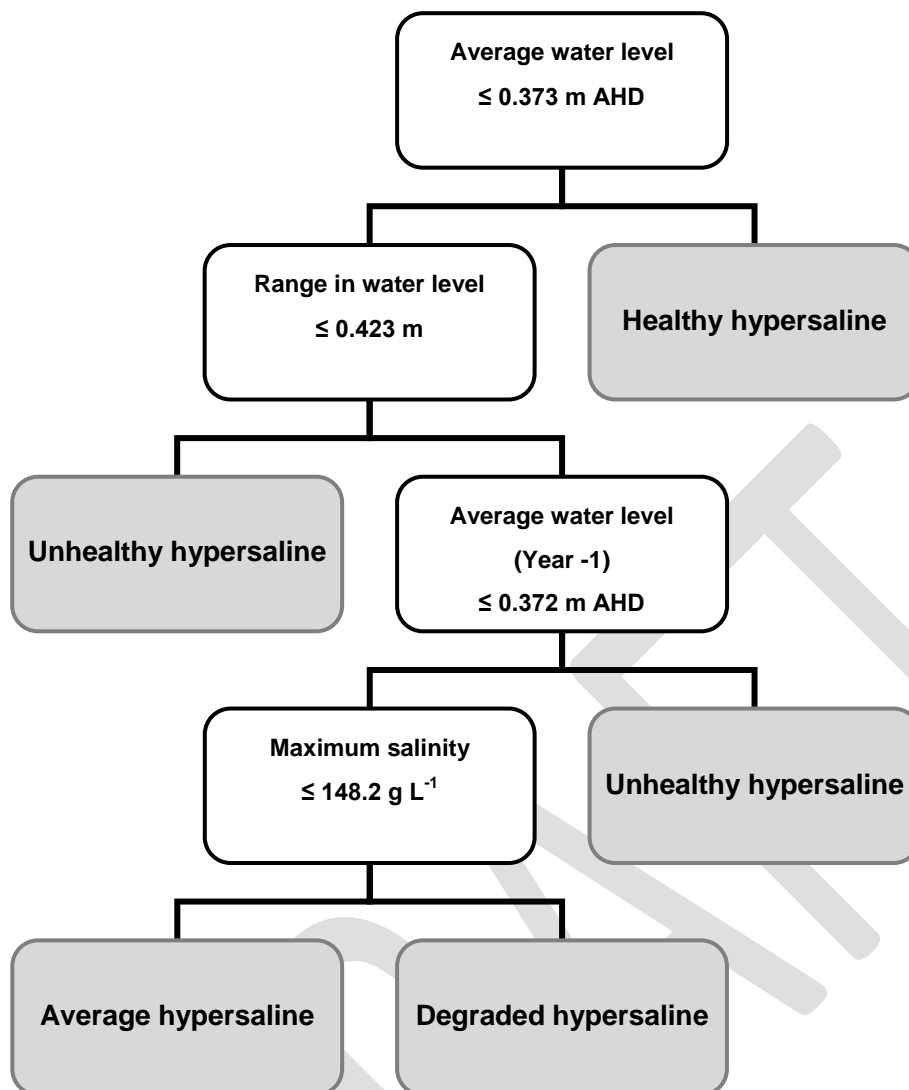 Average water level
≤ 0.373 m AHD
Range in water level
≤ 0.423 m
Healthy hypersaline
Unhealthy hypersaline
Average water level
(Year -1)
≤ 0.372 m AHD
Maximum salinity
≤ 148.2 g L⁻¹
Unhealthy hypersaline
Average hypersaline
Degraded hypersaline